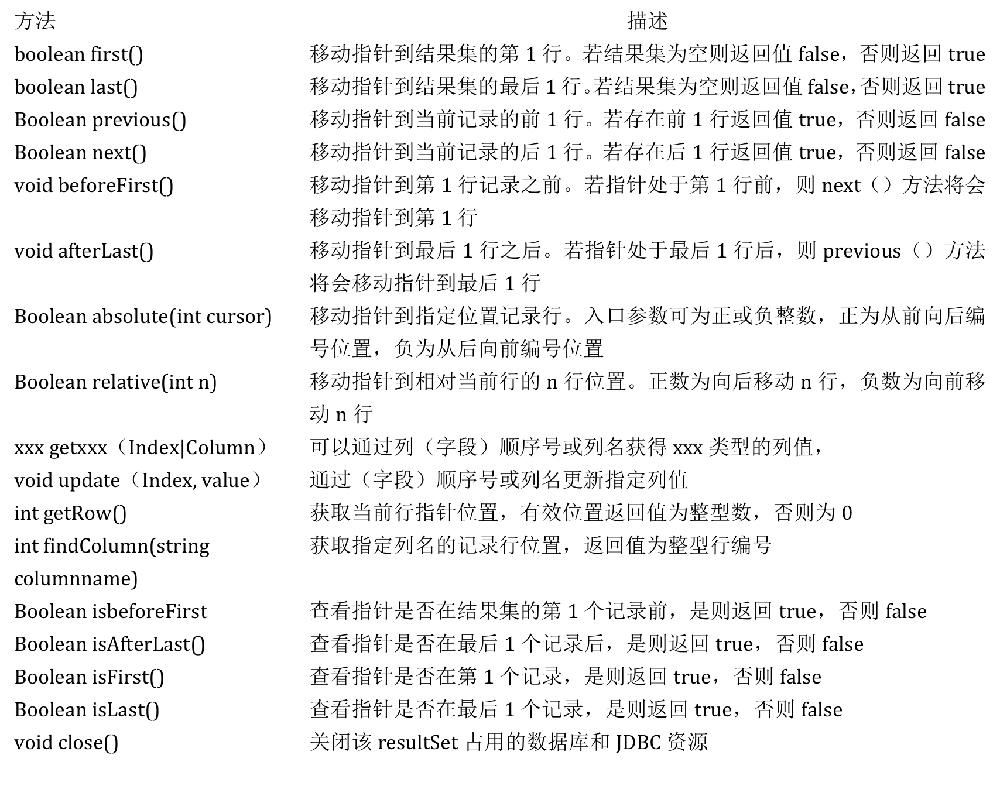 方法 描述
boolean first() 移动指针到结果集的第 1 行。若结果集为空则返回值 false，否则返回 true
boolean last() 移动指针到结果集的最后 1 行。若结果集为空则返回值 false，否则返回 true
Boolean previous() 移动指针到当前记录的前 1 行。若存在前 1 行返回值 true，否则返回 false
Boolean next() 移动指针到当前记录的后 1 行。若存在后 1 行返回值 true，否则返回 false
void beforeFirst() 移动指针到第 1 行记录之前。若指针处于第 1 行前，则 next（）方法将会
移动指针到第 1 行
void afterLast() 移动指针到最后 1 行之后。若指针处于最后 1 行后，则 previous（）方法
将会移动指针到最后 1 行
Boolean absolute(int cursor) 移动指针到指定位置记录行。入口参数可为正或负整数，正为从前向后编
号位置，负为从后向前编号位置
Boolean relative(int n) 移动指针到相对当前行的 n 行位置。正数为向后移动 n 行，负数为向前移
动 n 行
xxx getxxx（Index|Column） 可以通过列（字段）顺序号或列名获得 xxx 类型的列值，
void update（Index, value） 通过（字段）顺序号或列名更新指定列值
int getRow() 获取当前行指针位置，有效位置返回值为整型数，否则为 0
int findColumn(string 获取指定列名的记录行位置，返回值为整型行编号
columnname)
Boolean isbeforeFirst 查看指针是否在结果集的第 1 个记录前，是则返回 true，否则 false
Boolean isAfterLast() 查看指针是否在最后 1 个记录后，是则返回 true，否则 false
Boolean isFirst() 查看指针是否在第 1 个记录，是则返回 true，否则 false
Boolean isLast() 查看指针是否在最后 1 个记录，是则返回 true，否则 false
void close() 关闭该 resultSet 占用的数据库和 JDBC 资源